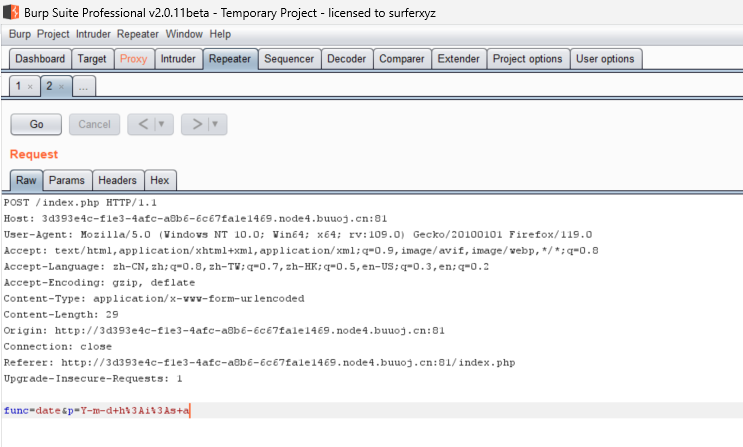 Burp Suite Professional v2.0.11beta - Temporary Project - licensed to surferxyz
Burp Project Intruder Repeater Window Help
Dashboard Target Proxy Intruder Repeater Sequencer Decoder Comparer Extender Project options User options
1 × 2 × ...
Go Cancel < | ▼ > | ▼
Request
Raw Params Headers Hex
POST /index.php HTTP/1.1
Host: 3d393e4c-f1e3-4afc-a8b6-6c67fa1e1469.node4.buuoj.cn:81
User-Agent: Mozilla/5.0 (Windows NT 10.0; Win64; x64; rv:109.0) Gecko/20100101 Firefox/119.0
Accept: text/html,application/xhtml+xml,application/xml;q=0.9,image/avif,image/webp,*/*;q=0.8
Accept-Language: zh-CN,zh;q=0.8,zh-TW;q=0.7,zh-HK;q=0.5,en-US;q=0.3,en;q=0.2
Accept-Encoding: gzip, deflate
Content-Type: application/x-www-form-urlencoded
Content-Length: 29
Origin: http://3d393e4c-f1e3-4afc-a8b6-6c67fa1e1469.node4.buuoj.cn:81
Connection: close
Referer: http://3d393e4c-f1e3-4afc-a8b6-6c67fa1e1469.node4.buuoj.cn:81/index.php
Upgrade-Insecure-Requests: 1
func=date&p=Y-m-d+h%3Ai%3As+a